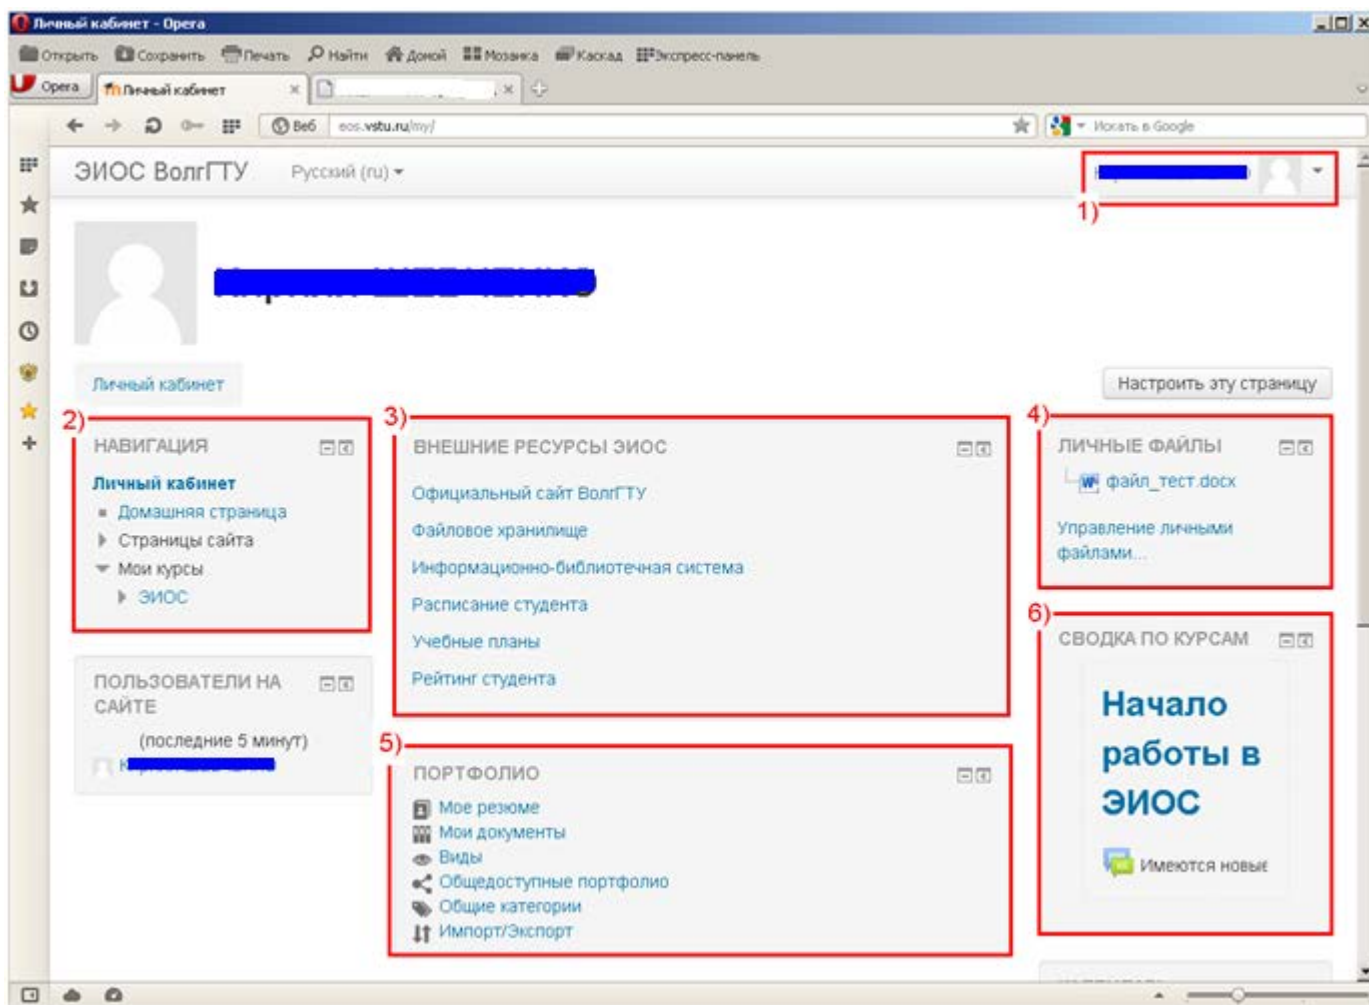 Личный кабинет - Opera
Открыть Сохранить Печать Найти Домой Мозаика Каскад Экспресс-панель
Opera Личный кабинет
Веб eos.vstu.ru/my/ Искать в Google
ЭИОС ВолгГТУ Русский (ru)
1)
Личный кабинет
Настроить эту страницу
2)
НАВИГАЦИЯ
Личный кабинет
Домашняя страница
Страницы сайта
Мои курсы
ЭИОС
ПОЛЬЗОВАТЕЛИ НА
САЙТЕ
(последние 5 минут)
3)
ВНЕШНИЕ РЕСУРСЫ ЭИОС
Официальный сайт ВолгГТУ
Файловое хранилище
Информационно-библиотечная система
Расписание студента
Учебные планы
Рейтинг студента
5)
ПОРТФОЛИО
Мое резюме
Мои документы
Виды
Общедоступные портфолио
Общие категории
Импорт/Экспорт
4)
ЛИЧНЫЕ ФАЙЛЫ
файл_тест.docx
Управление личными
файлами...
6)
СВОДКА ПО КУРСАМ
Начало
работы в
ЭИОС
Имеются новые